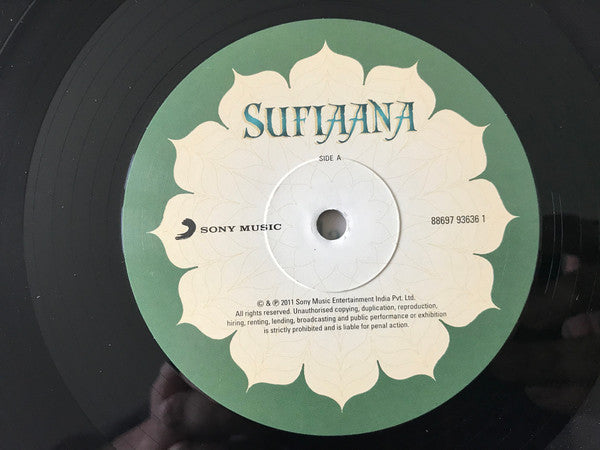 SUFIAANA
SIDE A
SONY MUSIC
88697 93636 1
© & ℗ 2011 Sony Music Entertainment India Pvt. Ltd.
All rights reserved. Unauthorised copying, duplication, reproduction,
hiring, renting, lending, broadcasting and public performance or exhibition
is strictly prohibited and is liable for penal action.